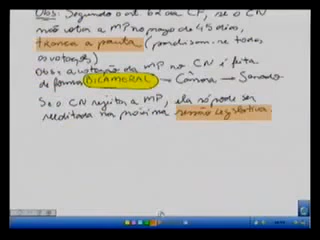 Obs: Segundo o art. 62 da CF, se o CN
não votar a MP no prazo de 45 dias,
tranca a pauta (paralisam-se todas
as votações)
Obs: a votação da MP no CN é feita
de forma BICAMERAL → Câmara → Senado
Se o CN rejeitar a MP, ela só pode ser
reeditada na próxima sessão legislativa.